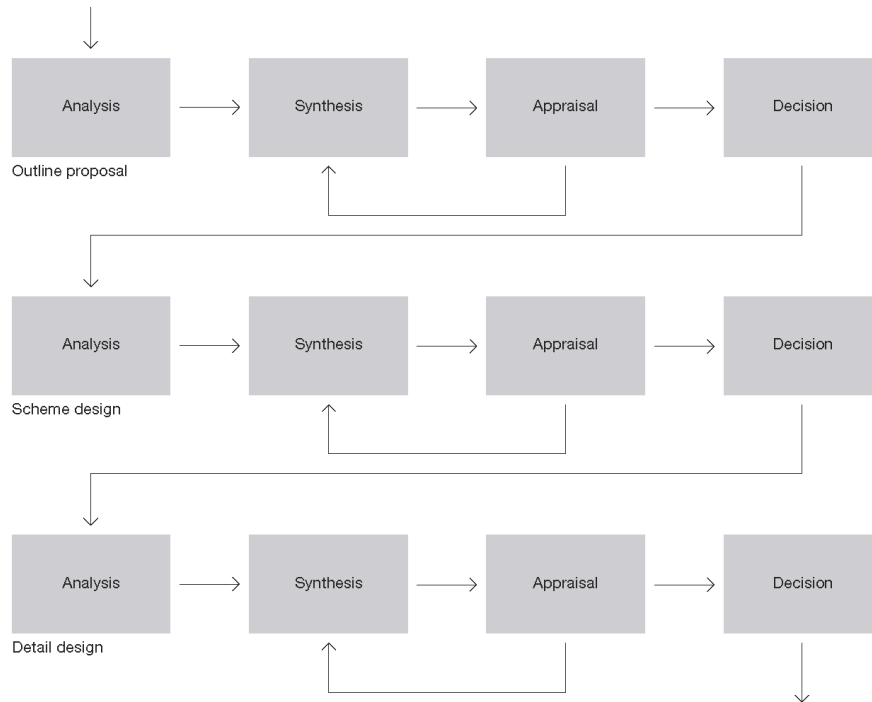 Analysis
Synthesis
Appraisal
Decision
Outline proposal
Analysis
Synthesis
Appraisal
Decision
Scheme design
Analysis
Synthesis
Appraisal
Decision
Detail design